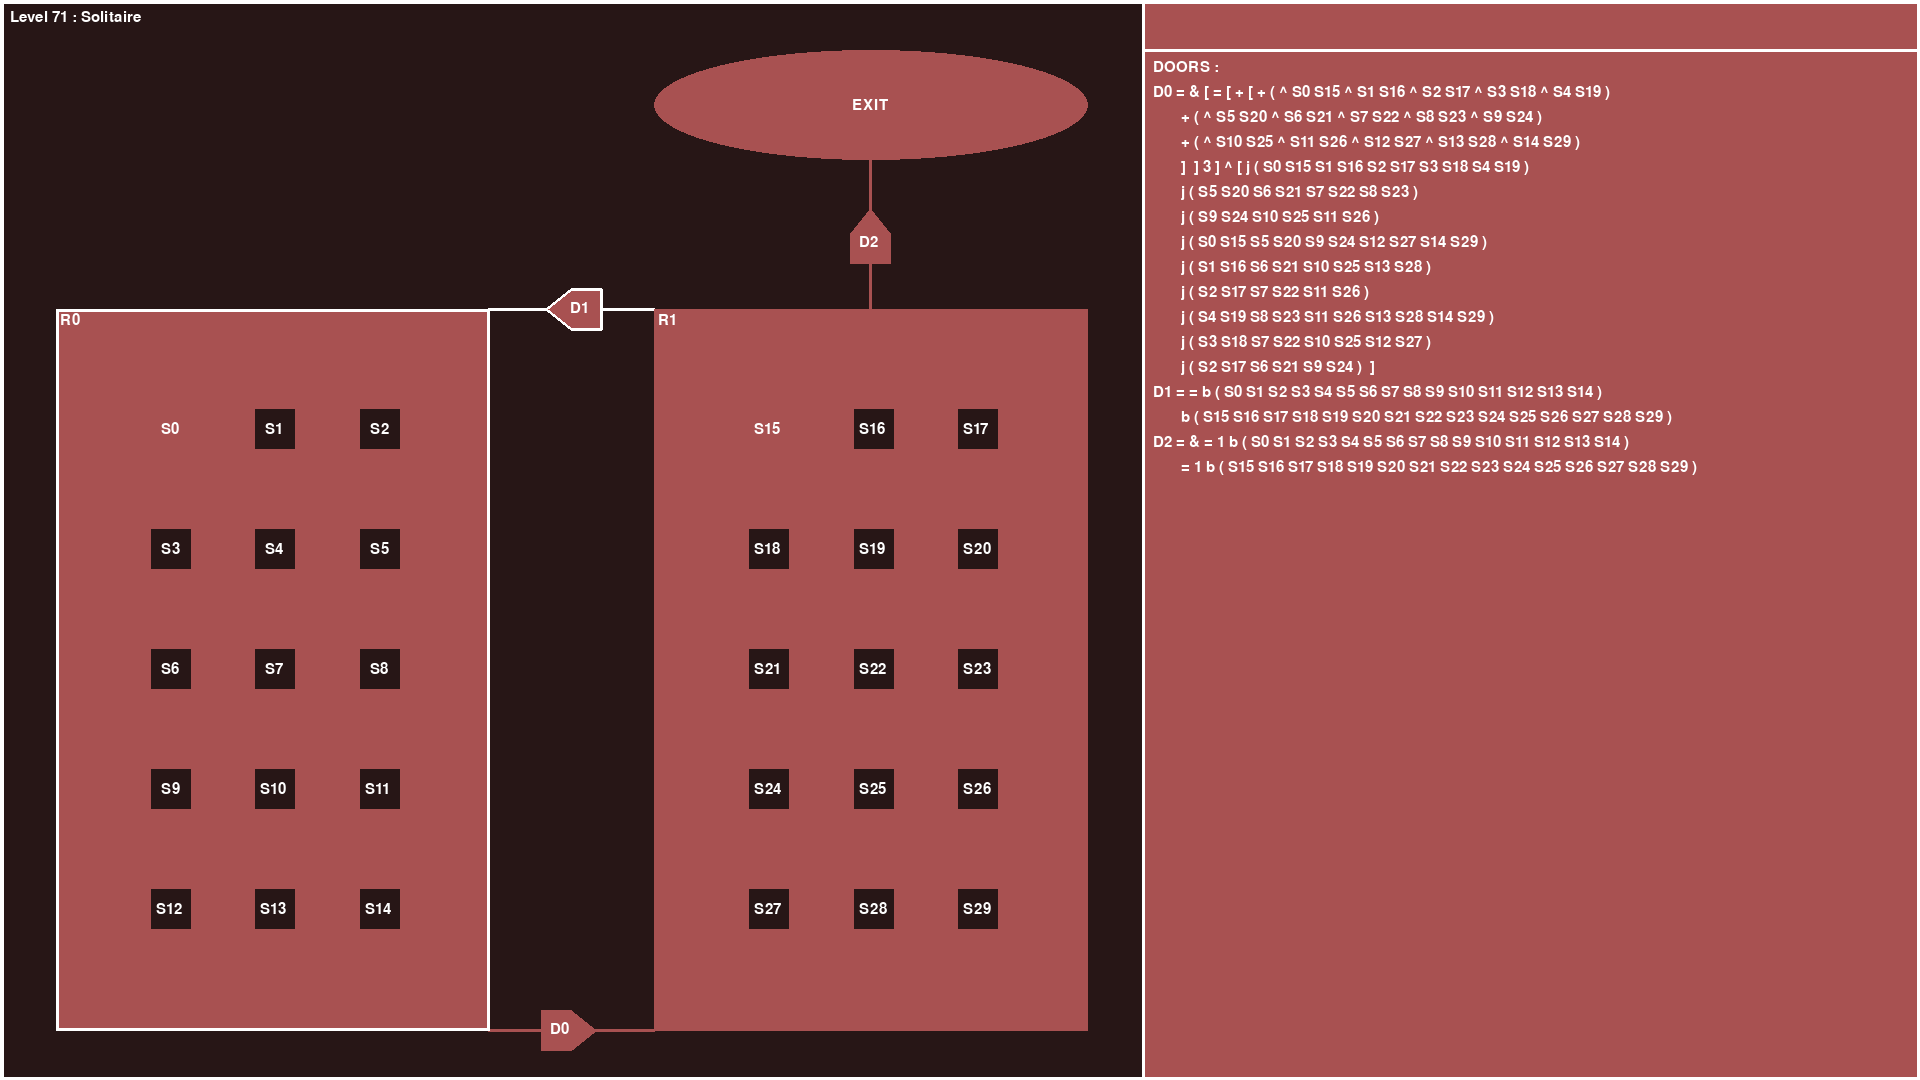 Level 71 : Solitaire
EXIT
D2
D1
R0
R1
S0 S1 S2
S15 S16 S17
S3 S4 S5
S18 S19 S20
S6 S7 S8
S21 S22 S23
S9 S10 S11
S24 S25 S26
S12 S13 S14
S27 S28 S29
D0
DOORS :
D0 = & [ = [ + [ + ( ^ S0 S15 ^ S1 S16 ^ S2 S17 ^ S3 S18 ^ S4 S19 )
+ ( ^ S5 S20 ^ S6 S21 ^ S7 S22 ^ S8 S23 ^ S9 S24 )
+ ( ^ S10 S25 ^ S11 S26 ^ S12 S27 ^ S13 S28 ^ S14 S29 )
] ] 3 ] ^ [ j ( S0 S15 S1 S16 S2 S17 S3 S18 S4 S19 )
j ( S5 S20 S6 S21 S7 S22 S8 S23 )
j ( S9 S24 S10 S25 S11 S26 )
j ( S0 S15 S5 S20 S9 S24 S12 S27 S14 S29 )
j ( S1 S16 S6 S21 S10 S25 S13 S28 )
j ( S2 S17 S7 S22 S11 S26 )
j ( S4 S19 S8 S23 S11 S26 S13 S28 S14 S29 )
j ( S3 S18 S7 S22 S10 S25 S12 S27 )
j ( S2 S17 S6 S21 S9 S24 ) ]
D1 = = b ( S0 S1 S2 S3 S4 S5 S6 S7 S8 S9 S10 S11 S12 S13 S14 )
b ( S15 S16 S17 S18 S19 S20 S21 S22 S23 S24 S25 S26 S27 S28 S29 )
D2 = & = 1 b ( S0 S1 S2 S3 S4 S5 S6 S7 S8 S9 S10 S11 S12 S13 S14 )
= 1 b ( S15 S16 S17 S18 S19 S20 S21 S22 S23 S24 S25 S26 S27 S28 S29 )